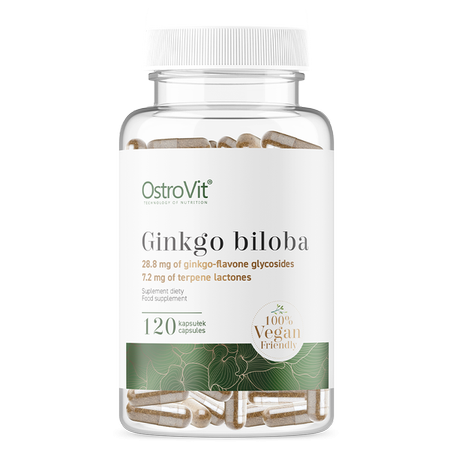 OstroVit®
TECHNOLOGY OF NUTRITION
Ginkgo biloba
28.8 mg of ginkgo-flavone glycosides
7.2 mg of terpene lactones
Suplement diety
Food supplement
120 kapsułek
capsules
100%
Vegan
Friendly